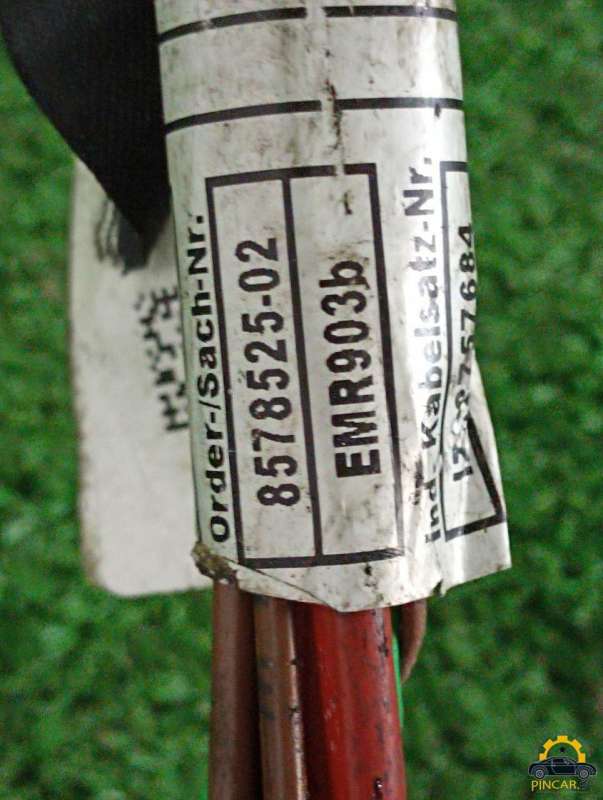 Order-/Sach-Nr.
8578525-02
EMR903b
ind. Kabelsatz-Nr.
PINCAR.